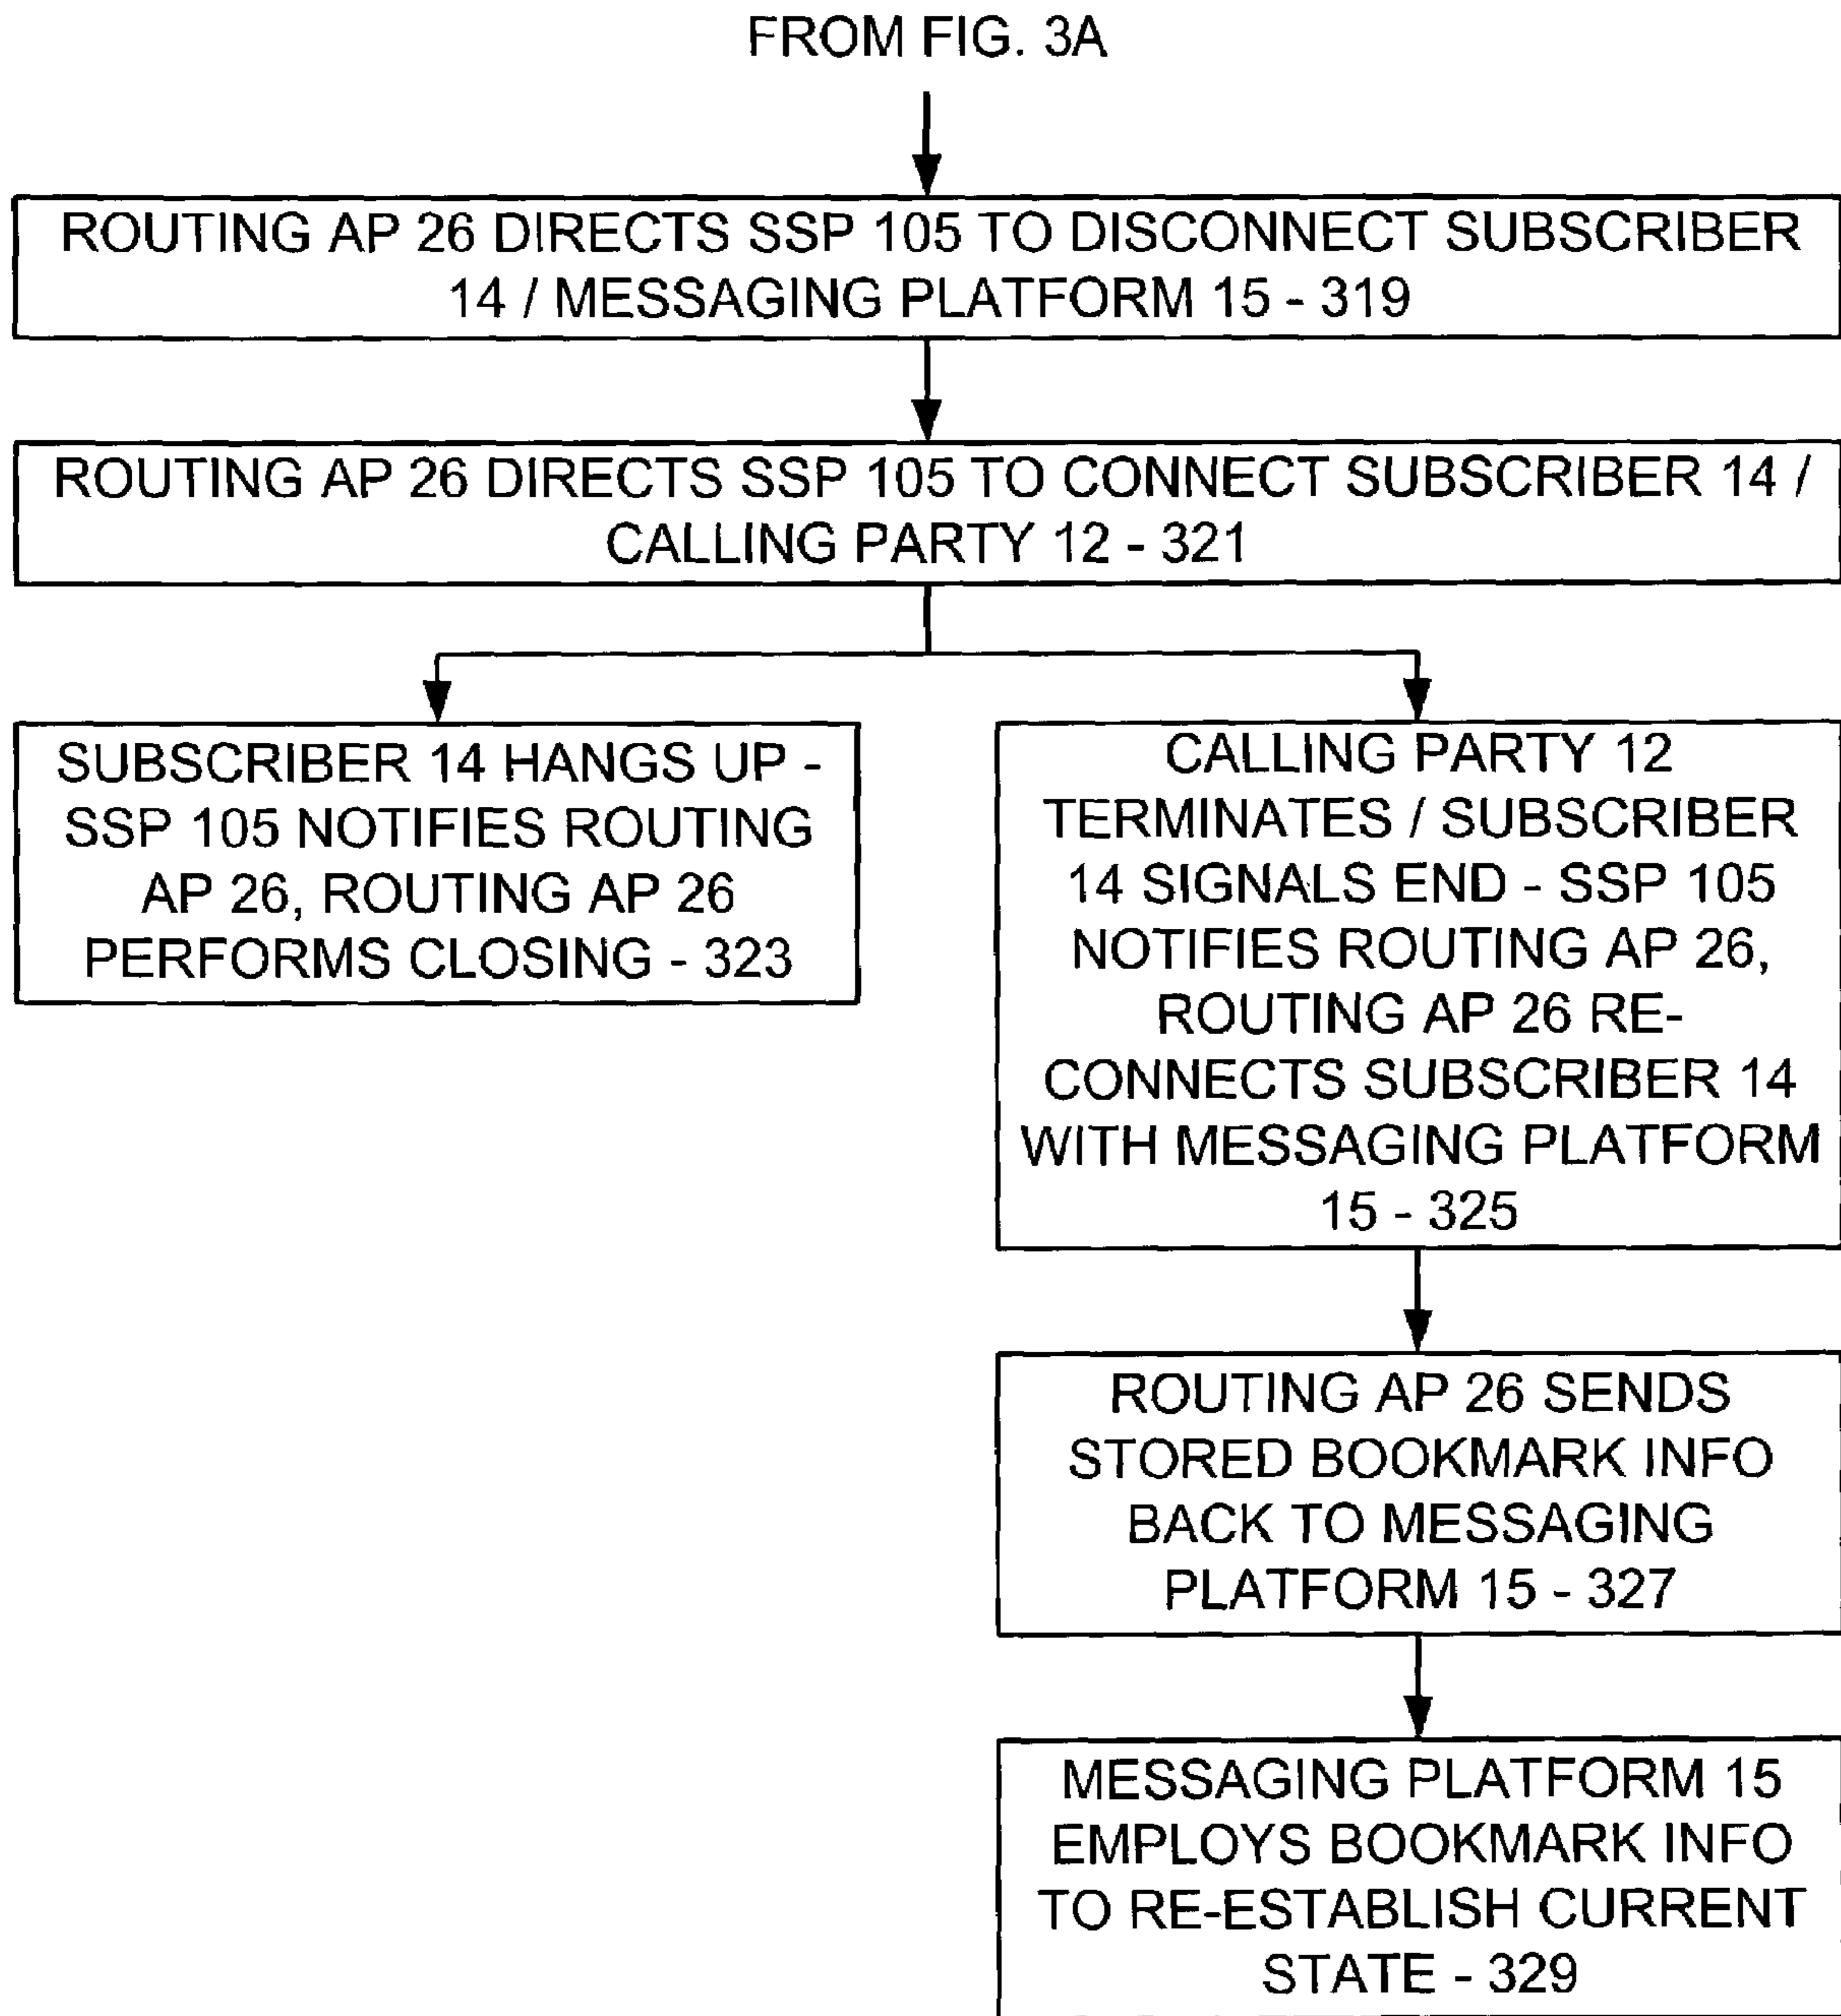 FROM FIG. 3A
ROUTING AP 26 DIRECTS SSP 105 TO DISCONNECT SUBSCRIBER
14 / MESSAGING PLATFORM 15 - 319
ROUTING AP 26 DIRECTS SSP 105 TO CONNECT SUBSCRIBER 14 /
CALLING PARTY 12 - 321
SUBSCRIBER 14 HANGS UP -
SSP 105 NOTIFIES ROUTING
AP 26, ROUTING AP 26
PERFORMS CLOSING - 323
CALLING PARTY 12
TERMINATES / SUBSCRIBER
14 SIGNALS END - SSP 105
NOTIFIES ROUTING AP 26,
ROUTING AP 26 RE-
CONNECTS SUBSCRIBER 14
WITH MESSAGING PLATFORM
15 - 325
ROUTING AP 26 SENDS
STORED BOOKMARK INFO
BACK TO MESSAGING
PLATFORM 15 - 327
MESSAGING PLATFORM 15
EMPLOYS BOOKMARK INFO
TO RE-ESTABLISH CURRENT
STATE - 329